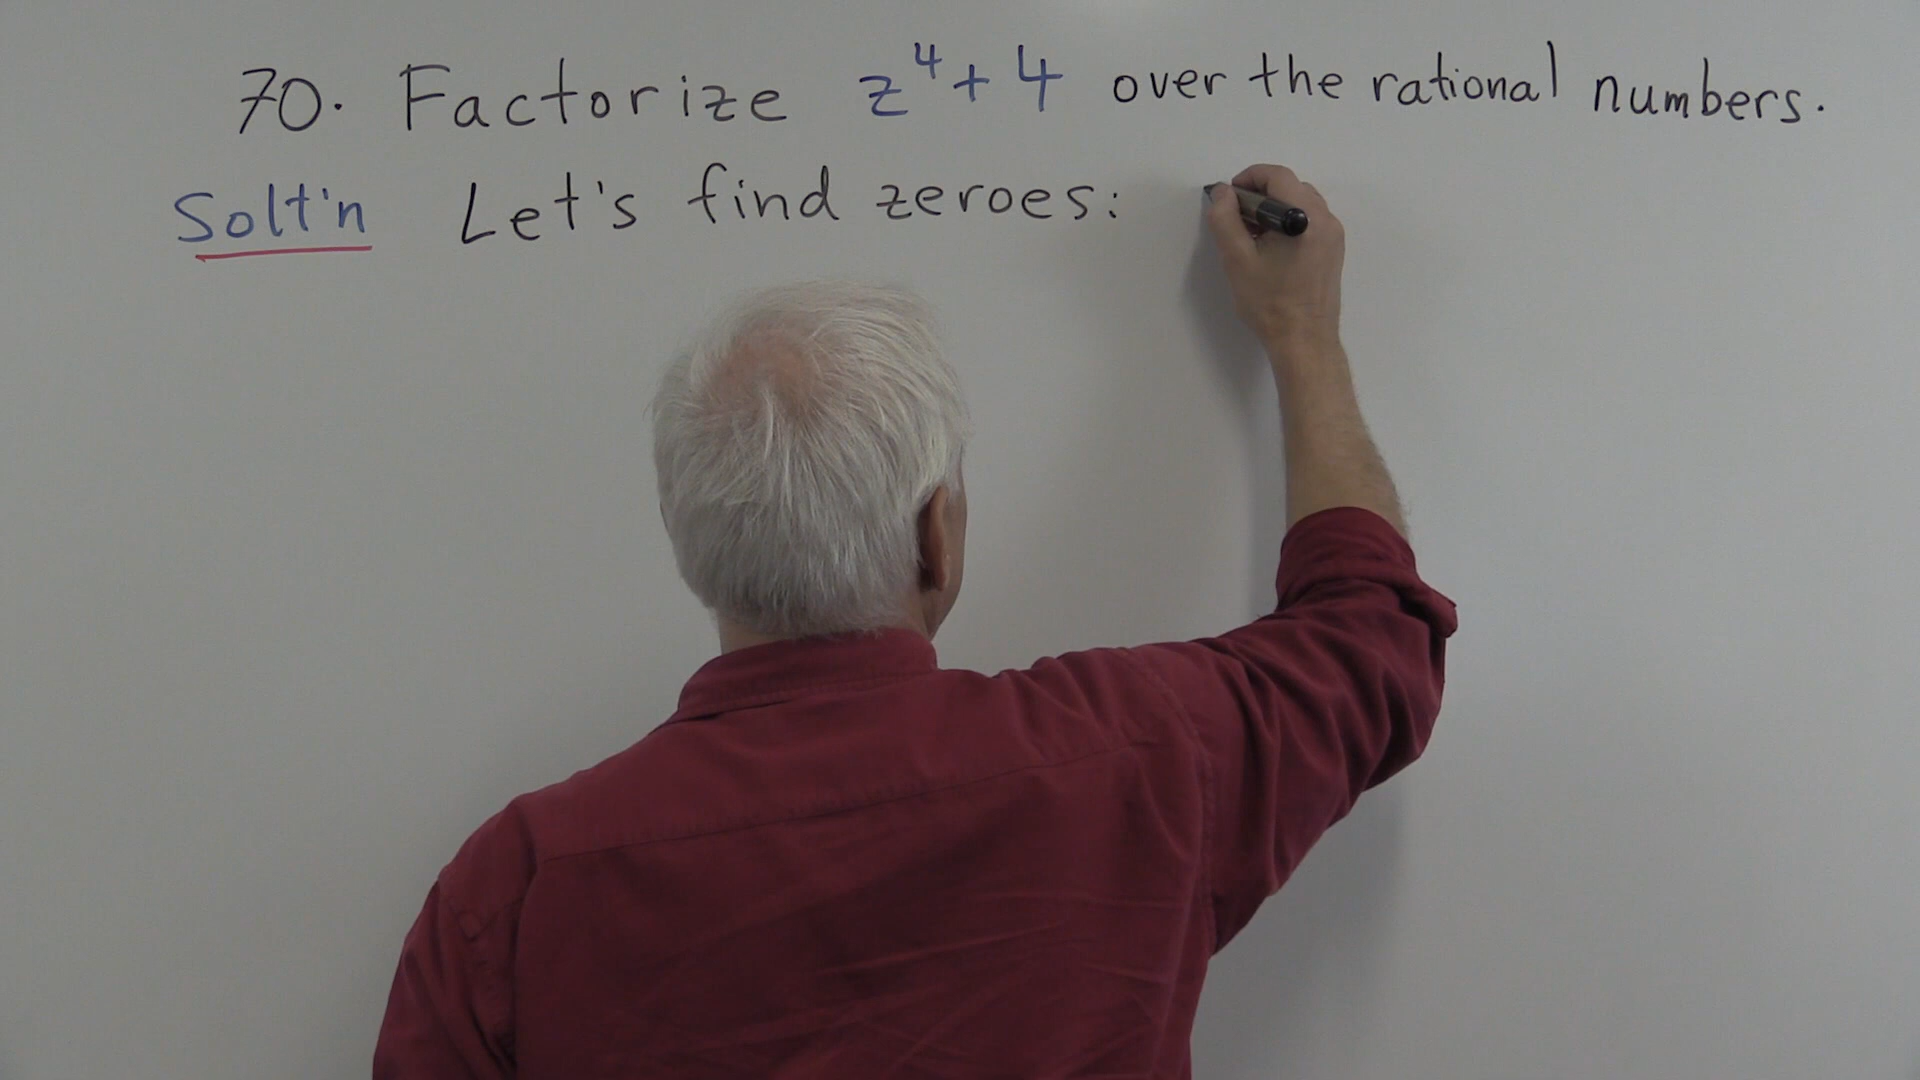 70. Factorize z⁴+4 over the rational numbers.
Solt'n Let's find zeroes: